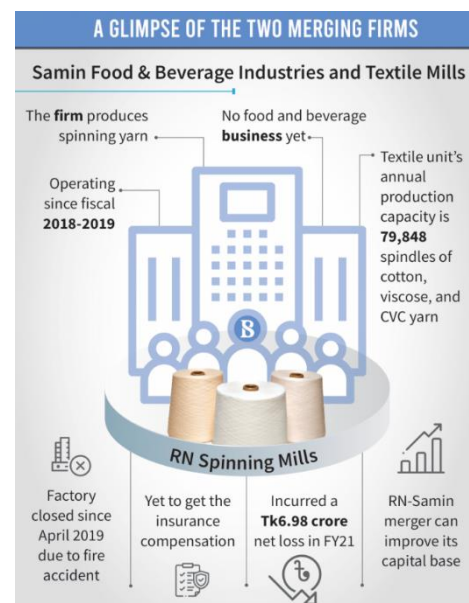 A GLIMPSE OF THE TWO MERGING FIRMS
Samin Food & Beverage Industries and Textile Mills
The firm produces
spinning yarn
No food and beverage
business yet
Operating
since fiscal
2018-2019
Textile unit's
annual
production
capacity is
79,848
spindles of
cotton,
viscose, and
CVC yarn
B
RN Spinning Mills
Factory
closed since
April 2019
due to fire
accident
Yet to get the
insurance
compensation
Incurred a
Tk6.98 crore
net loss in FY21
৳
RN-Samin
merger can
improve its
capital base